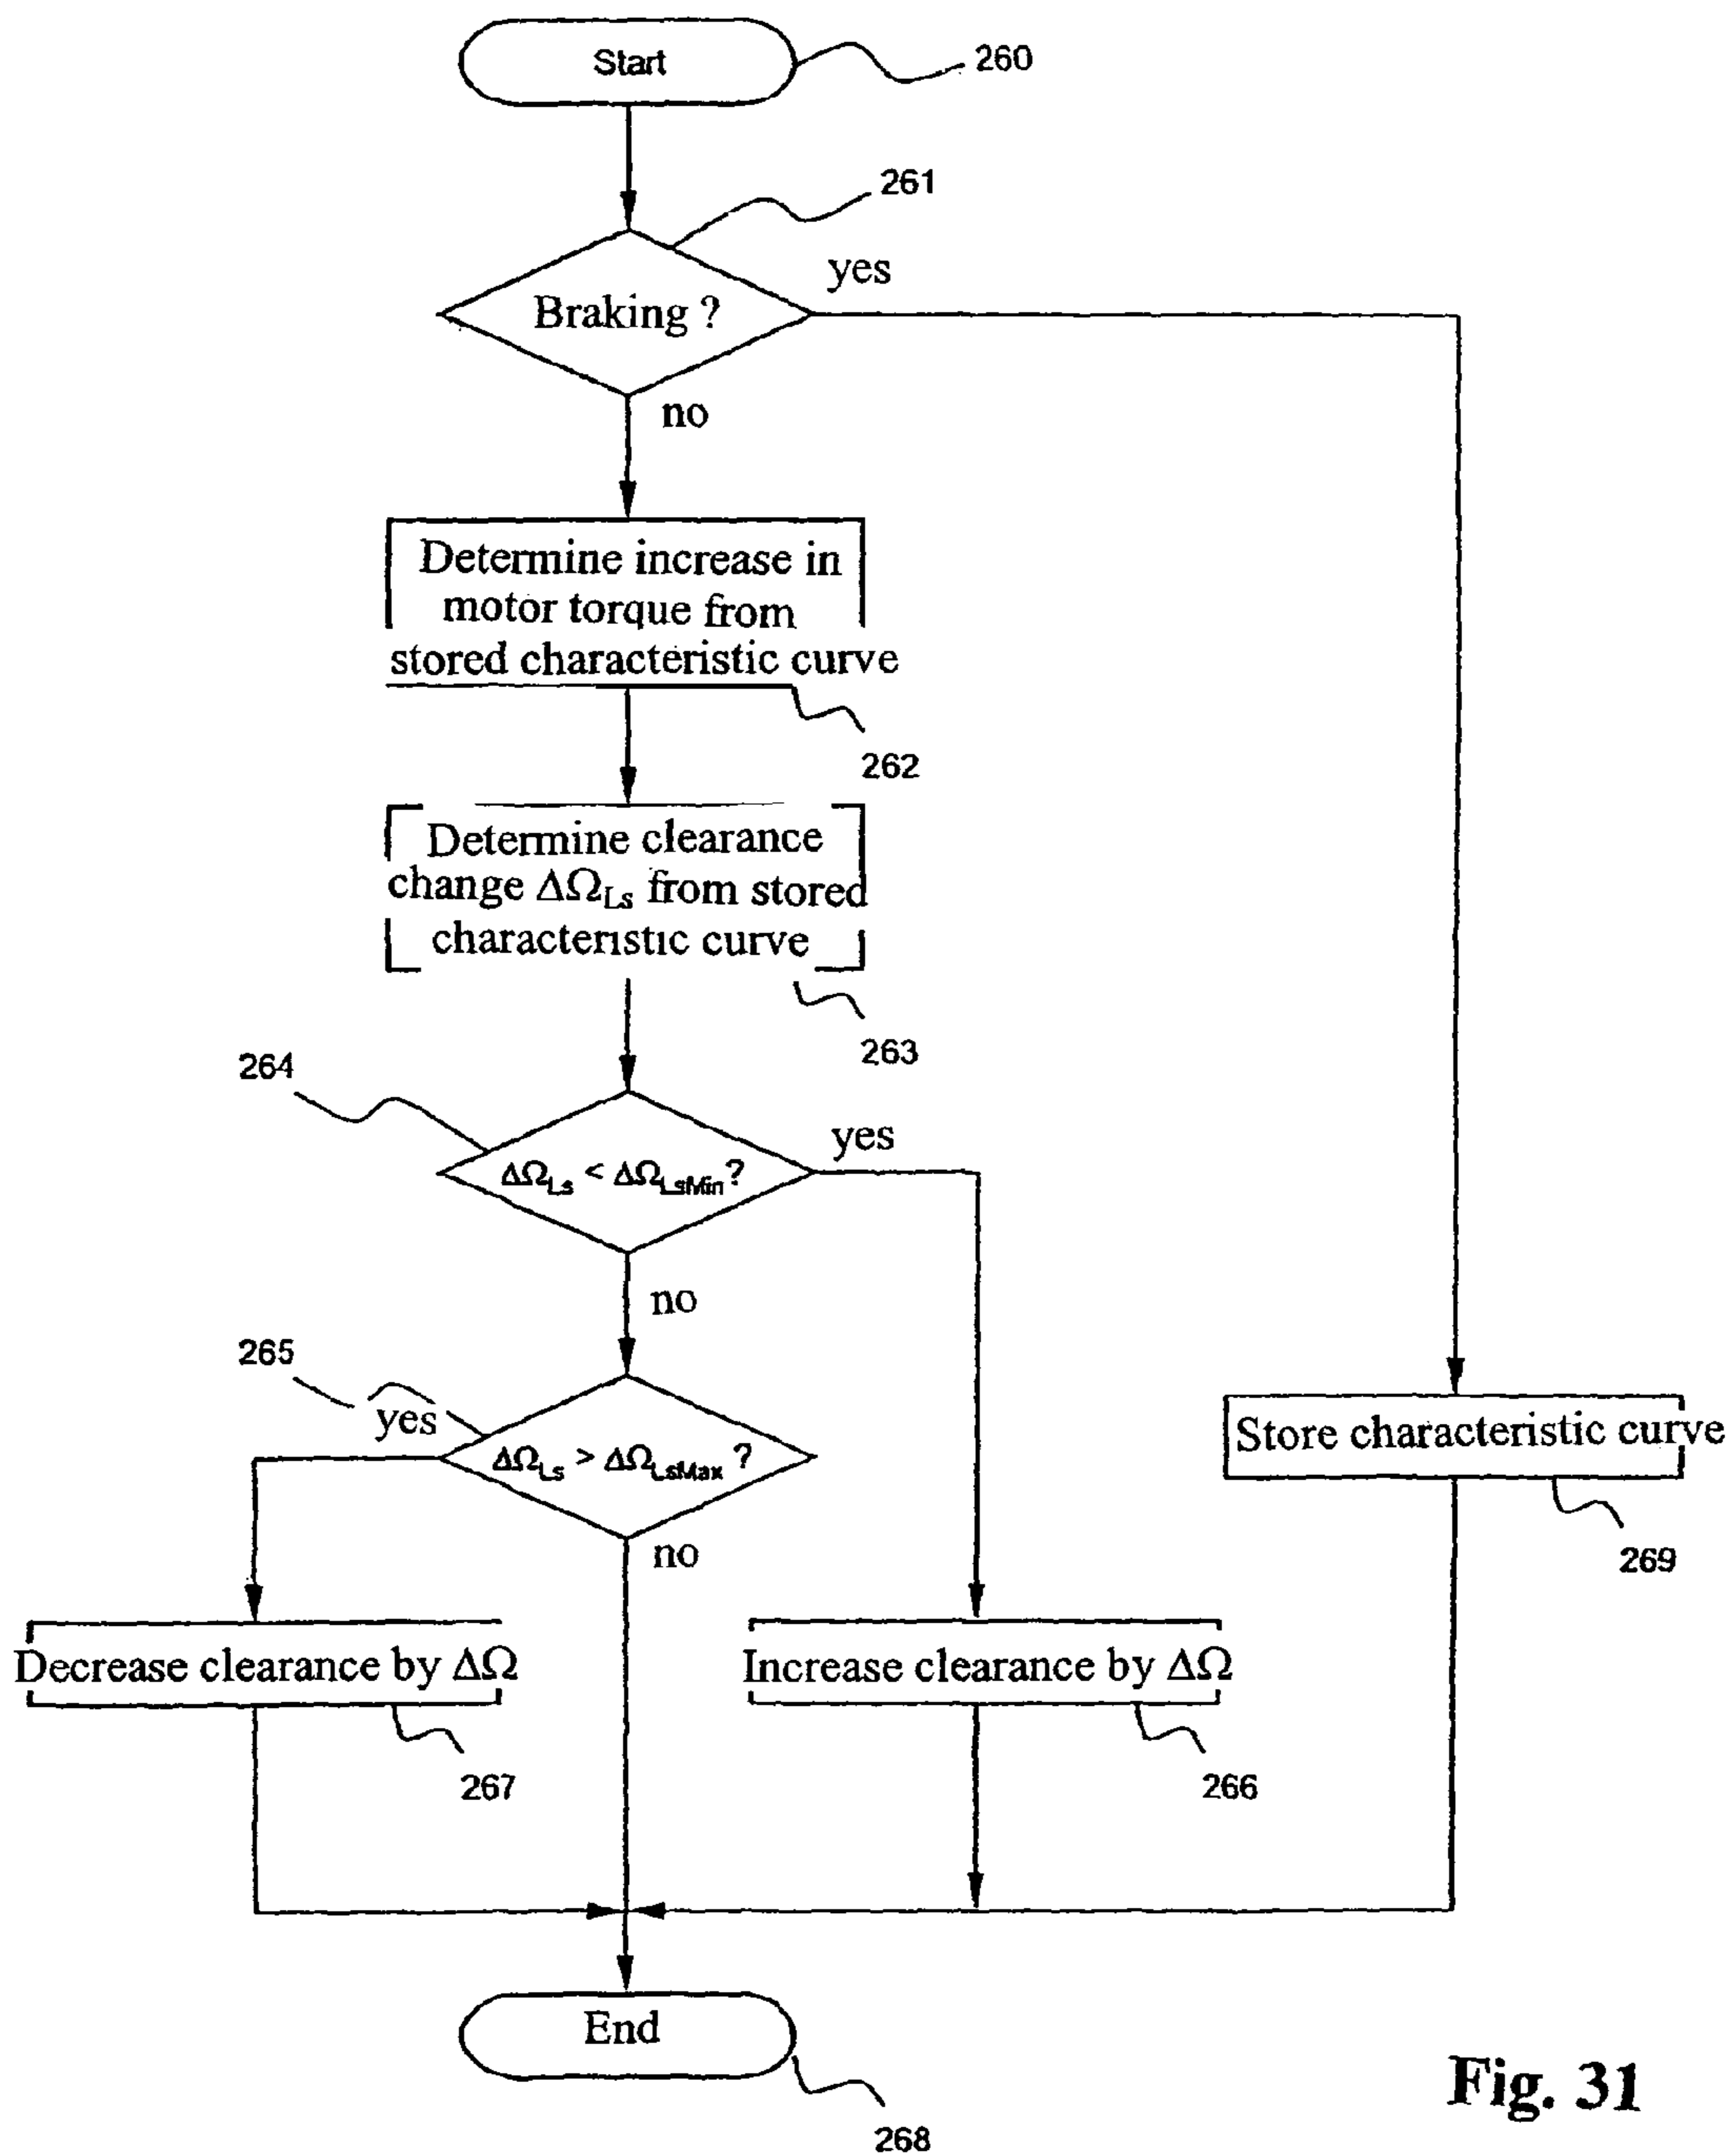 Start
260
261
yes
Braking ?
no
Determine increase in
motor torque from
stored characteristic curve
262
Determine clearance
change ΔΩLs from stored
characteristic curve
263
264
yes
ΔΩLs < ΔΩLsMin?
no
265
yes
ΔΩLs > ΔΩLsMax ?
no
Store characteristic curve
269
Decrease clearance by ΔΩ
267
Increase clearance by ΔΩ
266
End
268
Fig. 31